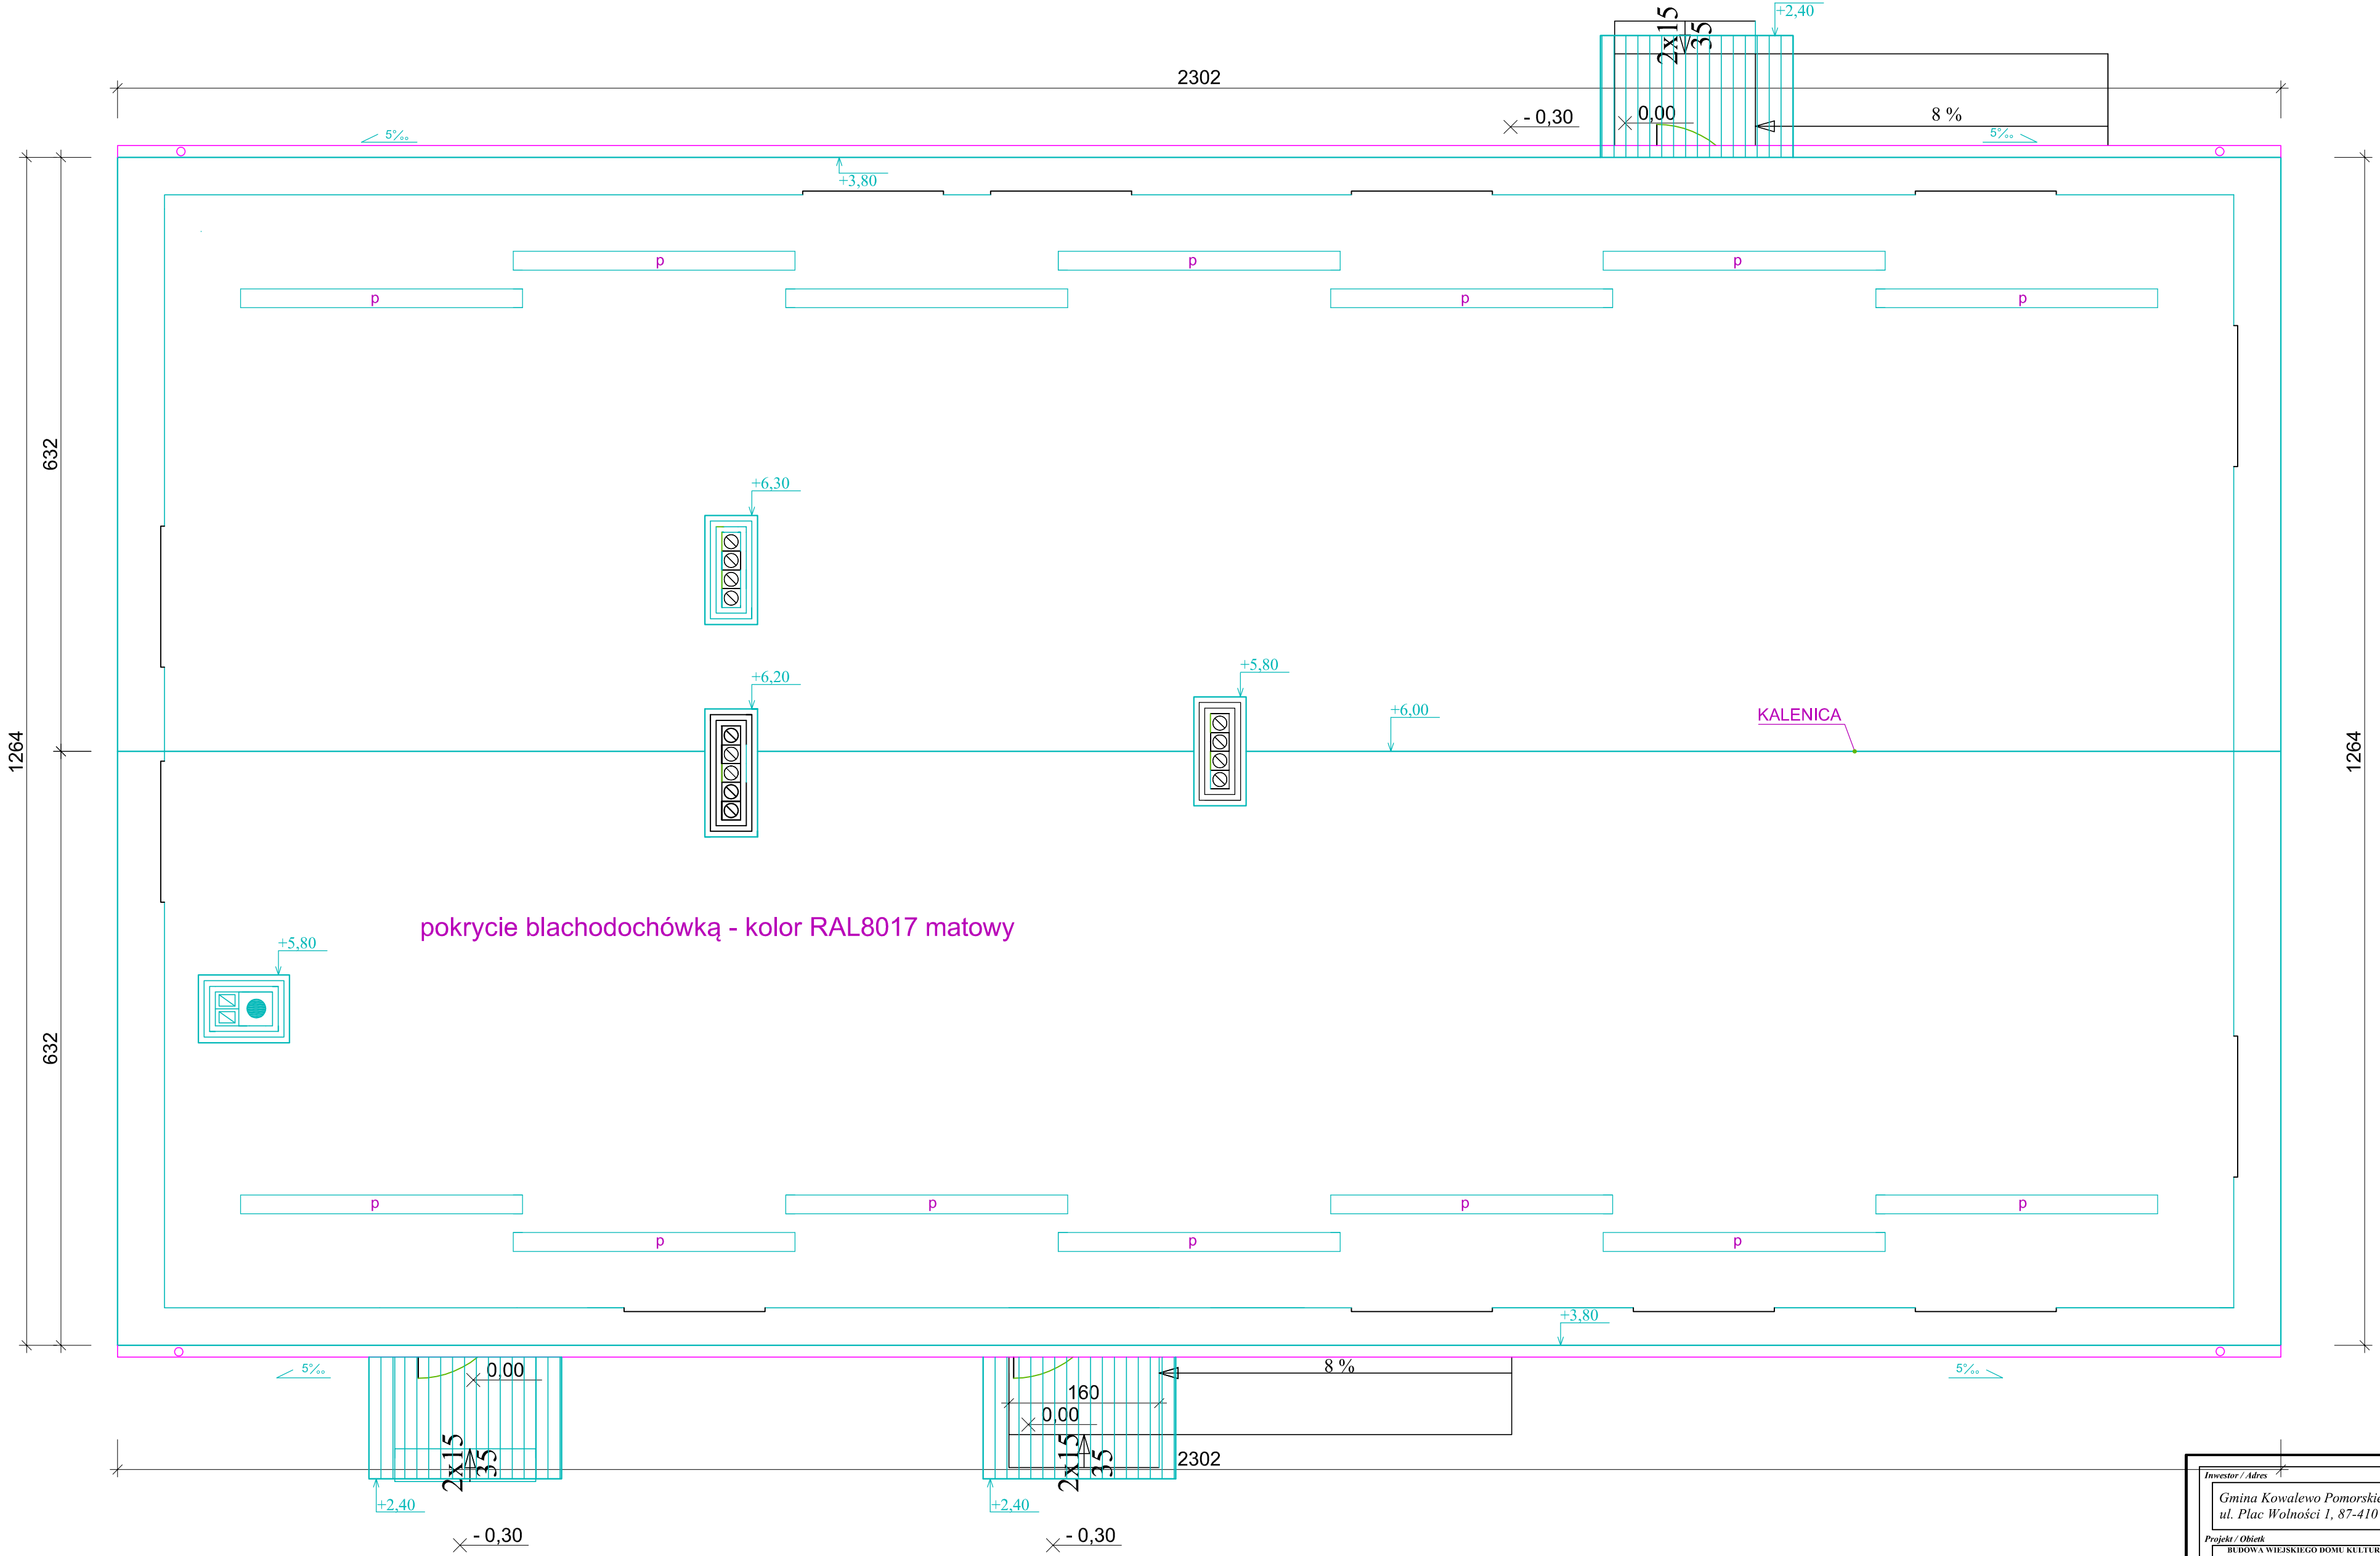 +2,40
2x15
35
2302
- 0,30
0,00
8 %
5‰
5‰
+3,80
p
p
p
p
p
p
632
+6,30
+6,20
+5,80
+6,00
KALENICA
1264
1264
pokrycie blachodochówką - kolor RAL8017 matowy
+5,80
632
p
p
p
p
p
p
p
+3,80
5‰
0,00
8 %
5‰
160
0,00
2x15
35
2x15
35
2302
+2,40
+2,40
- 0,30
- 0,30
Inwestor / Adres
Gmina Kowalewo Pomorskie
ul. Plac Wolności 1, 87-410
Projekt / Obietk
BUDOWA WIEJSKIEGO DOMU KULTUR